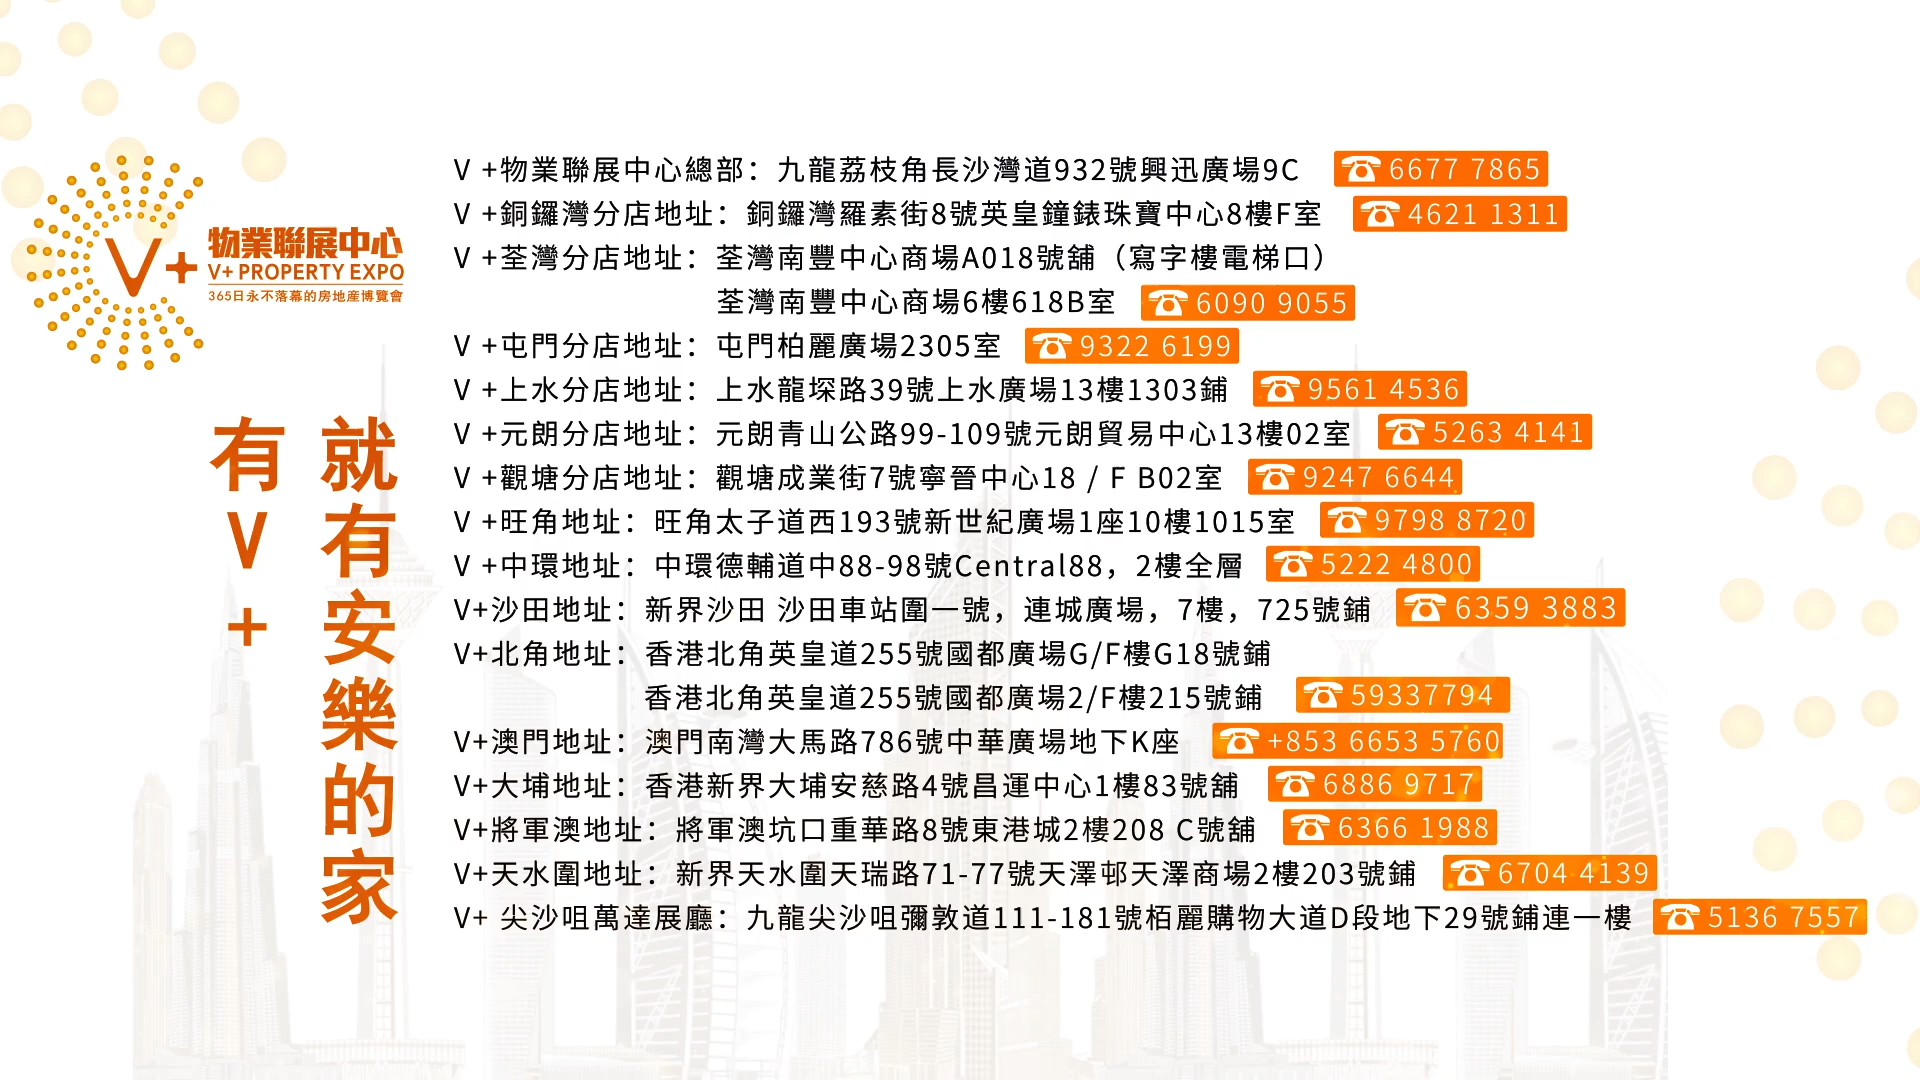 物業聯展中心
V+ PROPERTY EXPO
365日永不落幕的房地産博覽會
有V+
就有安樂的家
V +物業聯展中心總部：九龍荔枝角長沙灣道932號興迅廣場9C 6677 7865
V +銅鑼灣分店地址：銅鑼灣羅素街8號英皇鐘錶珠寶中心8樓F室 4621 1311
V +荃灣分店地址：荃灣南豐中心商場A018號舖（寫字樓電梯口）
荃灣南豐中心商場6樓618B室 6090 9055
V +屯門分店地址：屯門柏麗廣場2305室 9322 6199
V +上水分店地址：上水龍堔路39號上水廣場13樓1303鋪 9561 4536
V +元朗分店地址：元朗青山公路99-109號元朗貿易中心13樓02室 5263 4141
V +觀塘分店地址：觀塘成業街7號寧晉中心18 / F B02室 9247 6644
V +旺角地址：旺角太子道西193號新世紀廣場1座10樓1015室 9798 8720
V +中環地址：中環德輔道中88-98號Central88，2樓全層 5222 4800
V+沙田地址：新界沙田 沙田車站圍一號，連城廣場，7樓，725號鋪 6359 3883
V+北角地址：香港北角英皇道255號國都廣場G/F樓G18號鋪
香港北角英皇道255號國都廣場2/F樓215號鋪 59337794
V+澳門地址：澳門南灣大馬路786號中華廣場地下K座 +853 6653 5760
V+大埔地址：香港新界大埔安慈路4號昌運中心1樓83號舖 6886 9717
V+將軍澳地址：將軍澳坑口重華路8號東港城2樓208 C號舖 6366 1988
V+天水圍地址：新界天水圍天瑞路71-77號天澤邨天澤商場2樓203號鋪 6704 4139
V+ 尖沙咀萬達展廳：九龍尖沙咀彌敦道111-181號栢麗購物大道D段地下29號鋪連一樓 5136 7557